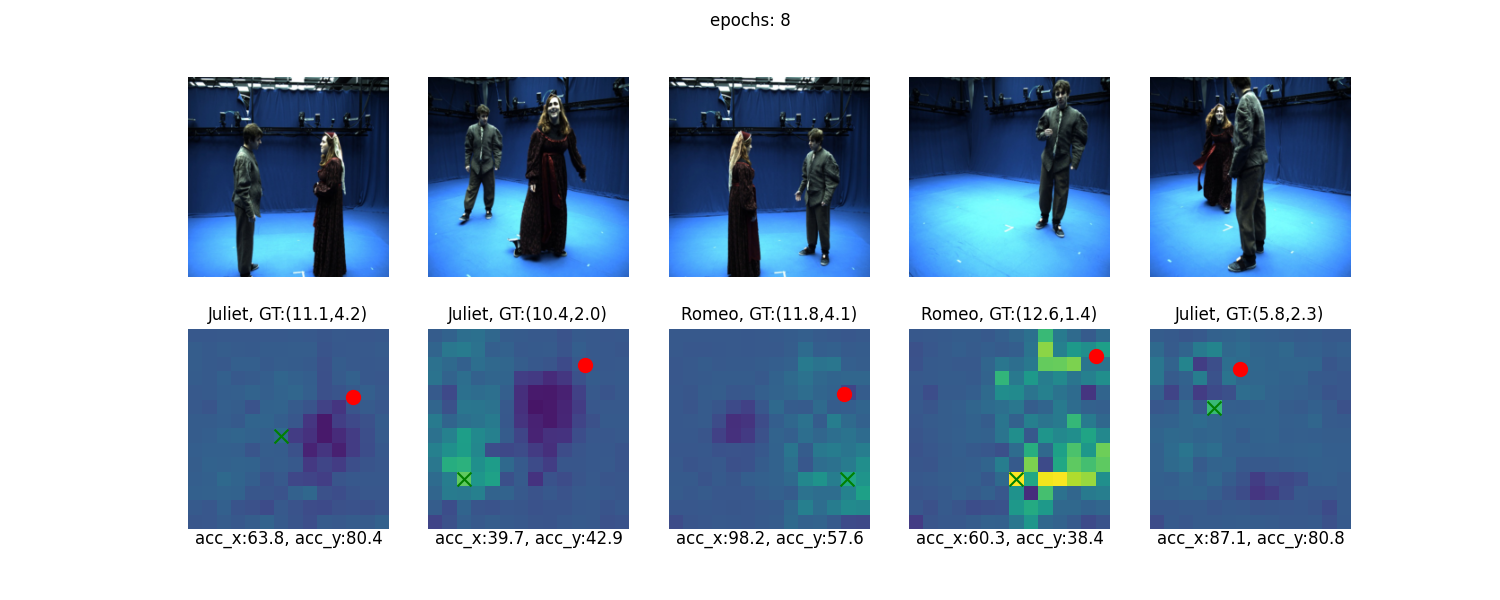 epochs: 8
Juliet, GT:(11.1,4.2)
Juliet, GT:(10.4,2.0)
Romeo, GT:(11.8,4.1)
Romeo, GT:(12.6,1.4)
Juliet, GT:(5.8,2.3)
acc_x:63.8, acc_y:80.4
acc_x:39.7, acc_y:42.9
acc_x:98.2, acc_y:57.6
acc_x:60.3, acc_y:38.4
acc_x:87.1, acc_y:80.8